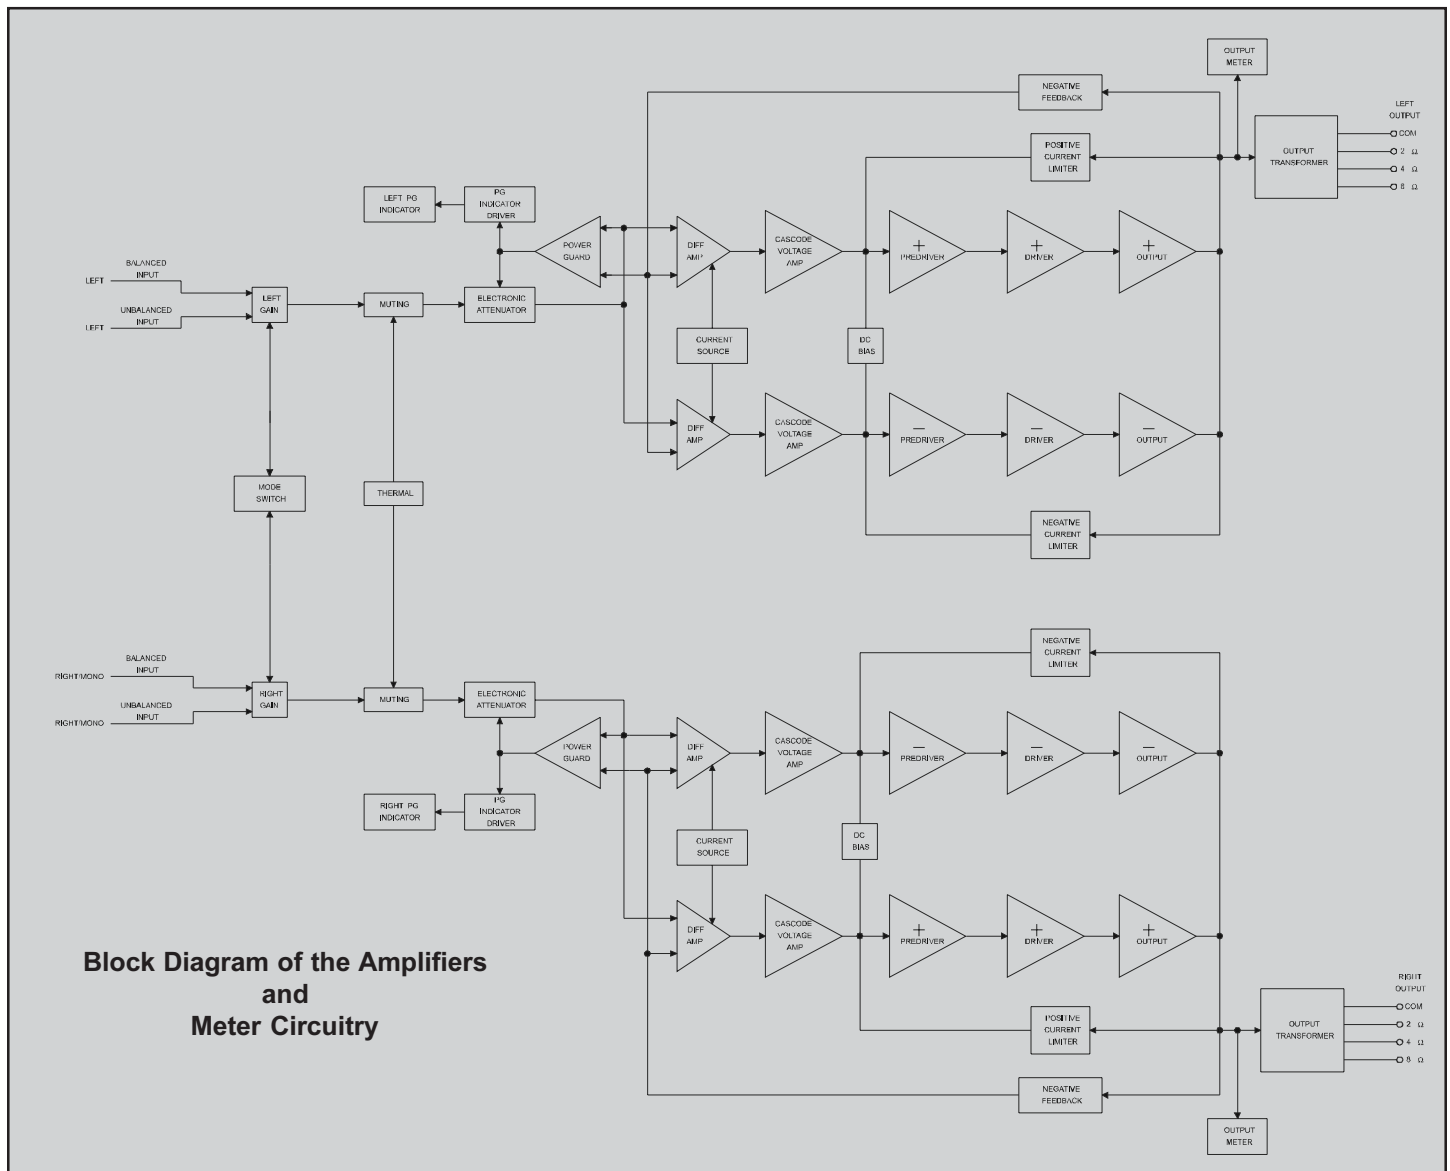 OUTPUT
METER
NEGATIVE
FEEDBACK
LEFT
OUTPUT
COM
2 Ω
4 Ω
8 Ω
OUTPUT
TRANSFORMER
POSITIVE
CURRENT
LIMITER
LEFT PG
INDICATOR
PG
INDICATOR
DRIVER
POWER
GUARD
DIFF
AMP
CASCODE
VOLTAGE
AMP
+
PREDRIVER
+
DRIVER
+
OUTPUT
BALANCED
INPUT
LEFT
UNBALANCED
INPUT
LEFT
LEFT
GAIN
MUTING
ELECTRONIC
ATTENUATOR
CURRENT
SOURCE
DC
BIAS
DIFF
AMP
CASCODE
VOLTAGE
AMP
−
PREDRIVER
−
DRIVER
−
OUTPUT
MODE
SWITCH
THERMAL
NEGATIVE
CURRENT
LIMITER
NEGATIVE
CURRENT
LIMITER
BALANCED
INPUT
RIGHT/MONO
UNBALANCED
INPUT
RIGHT/MONO
RIGHT
GAIN
MUTING
ELECTRONIC
ATTENUATOR
POWER
GUARD
DIFF
AMP
CASCODE
VOLTAGE
AMP
−
PREDRIVER
−
DRIVER
−
OUTPUT
RIGHT PG
INDICATOR
PG
INDICATOR
DRIVER
CURRENT
SOURCE
DC
BIAS
DIFF
AMP
CASCODE
VOLTAGE
AMP
+
PREDRIVER
+
DRIVER
+
OUTPUT
Block Diagram of the Amplifiers
and
Meter Circuitry
RIGHT
OUTPUT
COM
2 Ω
4 Ω
8 Ω
OUTPUT
TRANSFORMER
POSITIVE
CURRENT
LIMITER
NEGATIVE
FEEDBACK
OUTPUT
METER